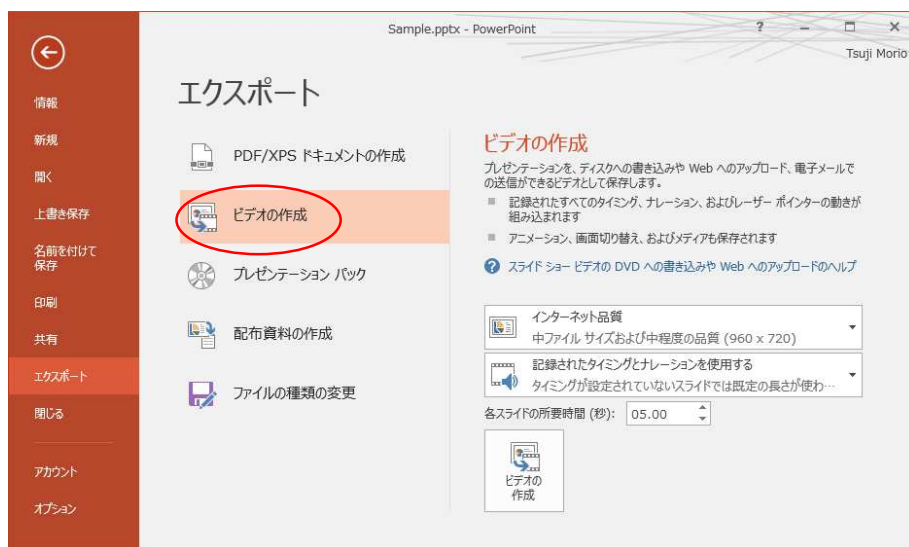 Sample.pptx - PowerPoint
?
Tsuji Morio
情報
新規
開く
上書き保存
名前を付けて
保存
印刷
共有
エクスポート
閉じる
アカウント
オプション
エクスポート
PDF/XPS ドキュメントの作成
ビデオの作成
プレゼンテーション パック
配布資料の作成
ファイルの種類の変更
ビデオの作成
プレゼンテーションを、ディスクへの書き込みや Web へのアップロード、電子メールで
の送信ができるビデオとして保存します。
記録されたすべてのタイミング、ナレーション、およびレーザー ポインターの動きが
組み込まれます
アニメーション、画面切り替え、およびメディアも保存されます
スライド ショー ビデオの DVD への書き込みや Web へのアップロードのヘルプ
インターネット品質
中ファイル サイズおよび中程度の品質 (960 x 720)
記録されたタイミングとナレーションを使用する
タイミングが設定されていないスライドでは既定の長さが使わ…
各スライドの所要時間 (秒): 05.00
ビデオの
作成